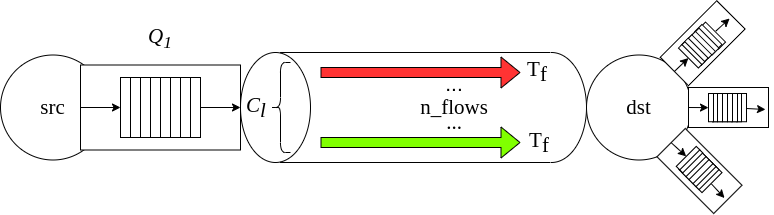 Q1
src
Cl
Tf
...
n_flows
...
Tf
dst